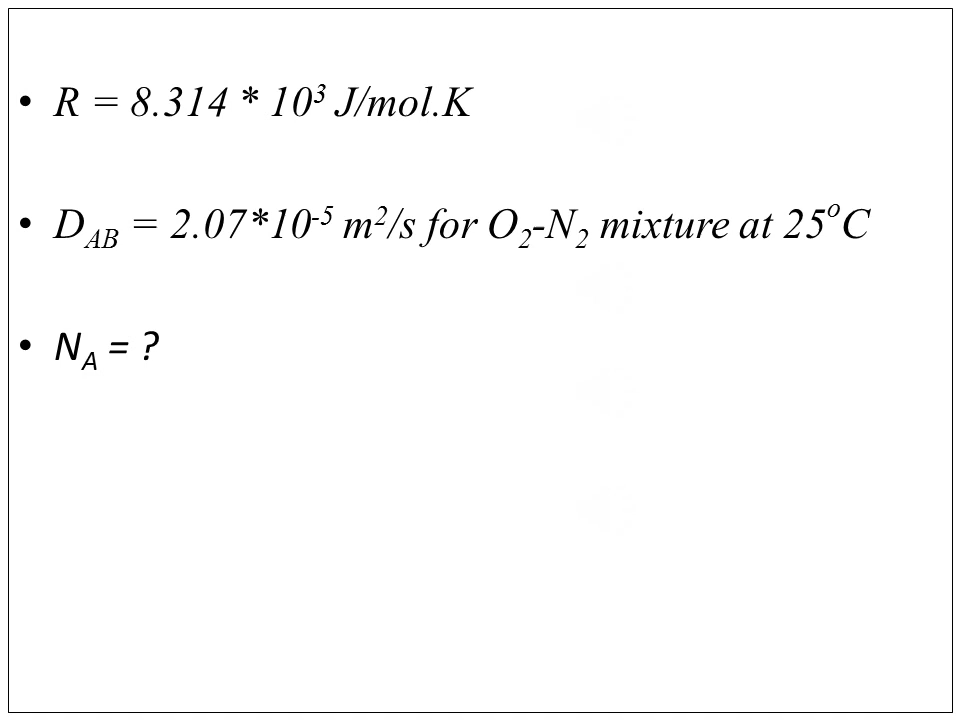 • R = 8.314 * 10³ J/mol.K
• D_AB = 2.07*10⁻⁵ m²/s for O₂-N₂ mixture at 25°C
• N_A = ?